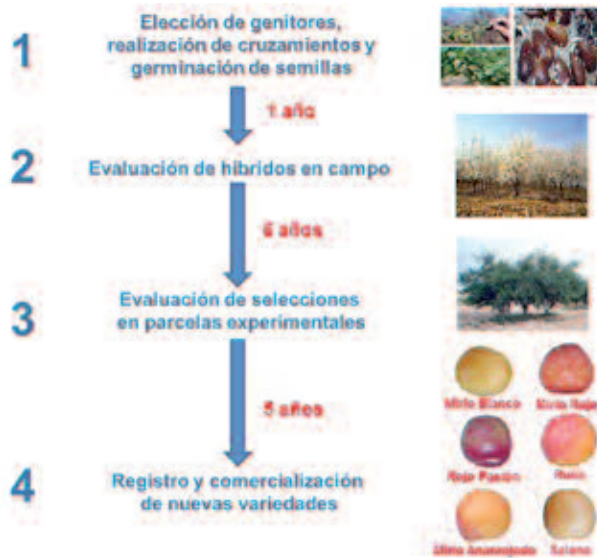 1
Elección de genitores,
realización de cruzamientos y
germinación de semillas
1 año
2
Evaluación de híbridos en campo
6 años
3
Evaluación de selecciones
en parcelas experimentales
5 años
Mirlo Blanco
Mirlo Rojo
Rojo Pasión
4
Registro y comercialización
de nuevas variedades
Mirlo Anaranjado